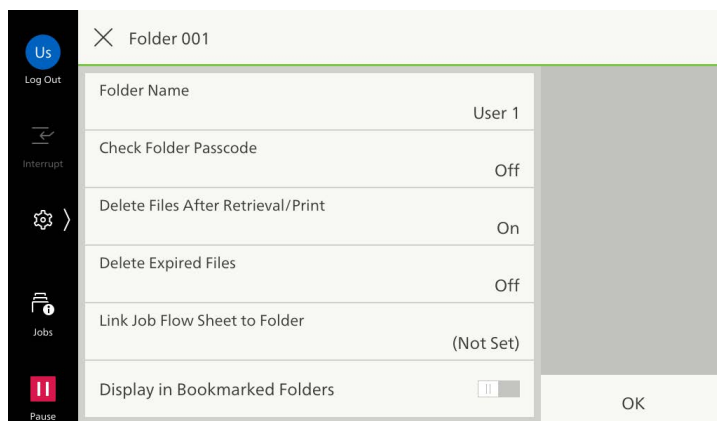 Us
Log Out
Interrupt
Jobs
Pause
Folder 001
Folder Name
User 1
Check Folder Passcode
Off
Delete Files After Retrieval/Print
On
Delete Expired Files
Off
Link Job Flow Sheet to Folder
(Not Set)
Display in Bookmarked Folders
OK